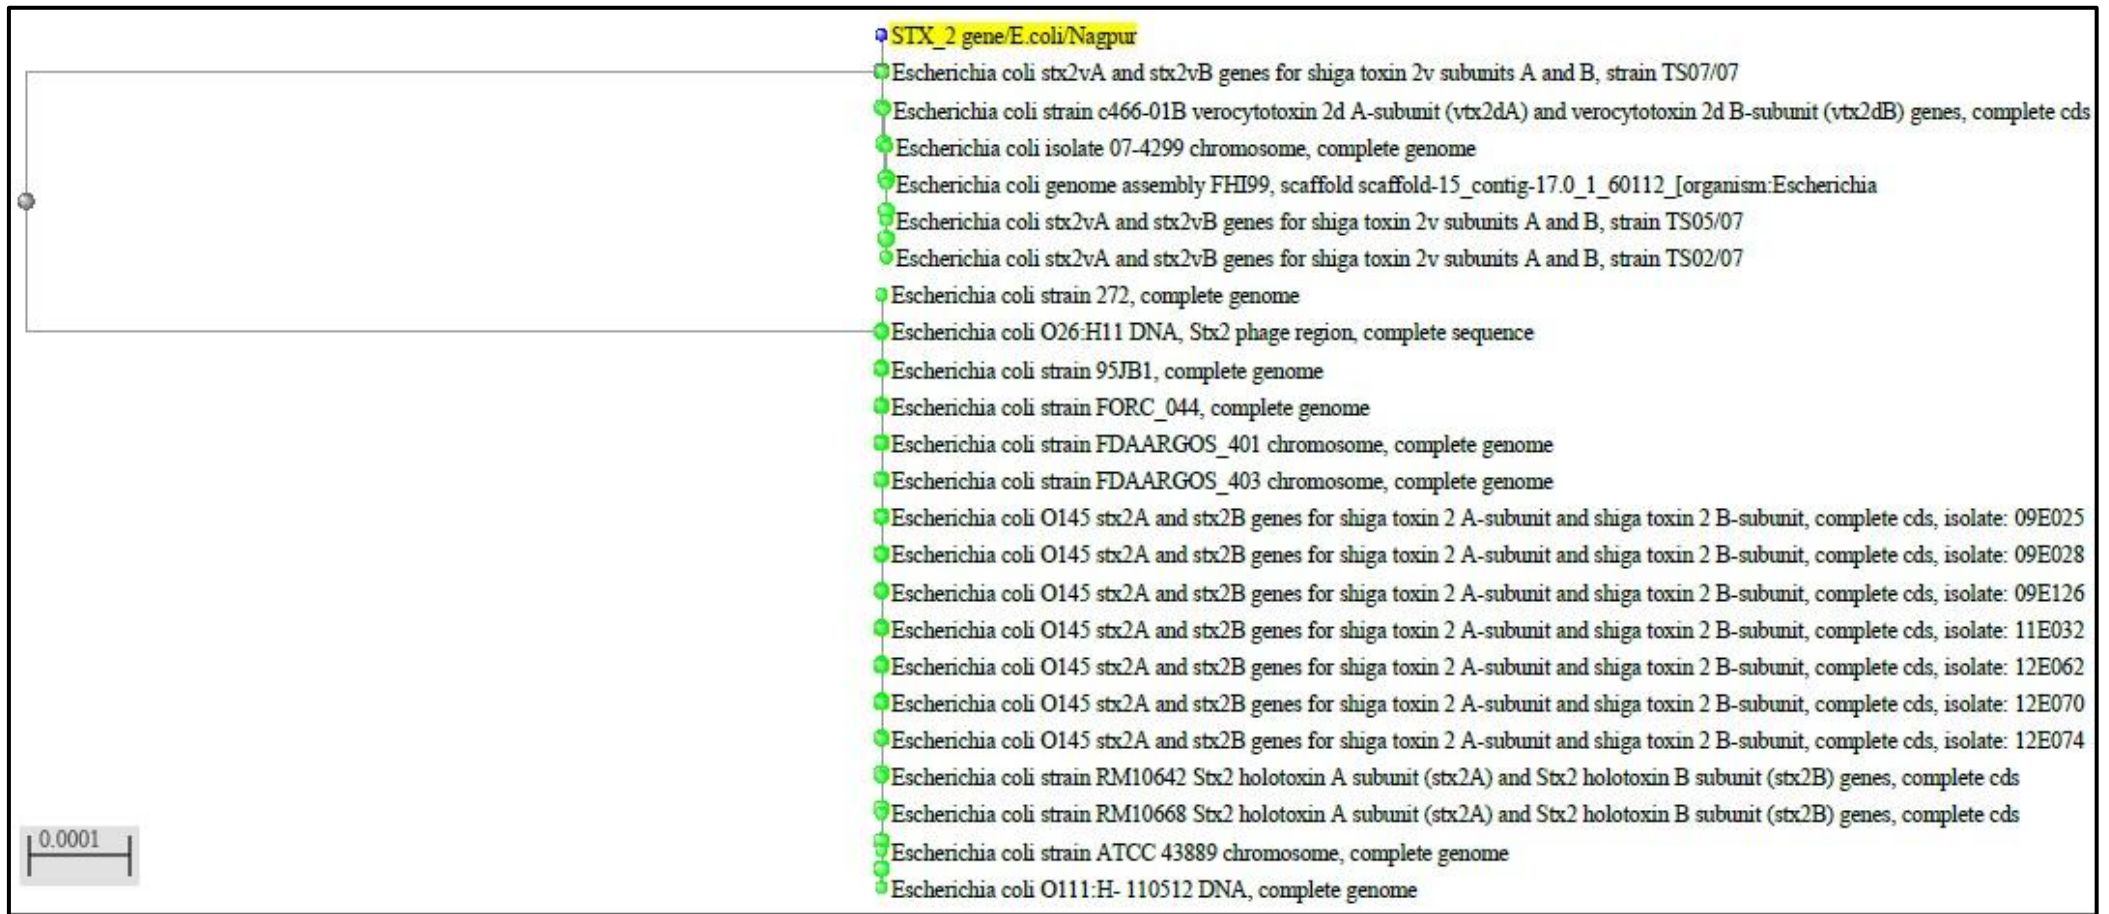 STX_2 gene/E.coli/Nagpur
Escherichia coli stx2vA and stx2vB genes for shiga toxin 2v subunits A and B, strain TS07/07
Escherichia coli strain c466-01B verocytotoxin 2d A-subunit (vtx2dA) and verocytotoxin 2d B-subunit (vtx2dB) genes, complete cds
Escherichia coli isolate 07-4299 chromosome, complete genome
Escherichia coli genome assembly FHI99, scaffold scaffold-15_contig-17.0_1_60112_[organism:Escherichia
Escherichia coli stx2vA and stx2vB genes for shiga toxin 2v subunits A and B, strain TS05/07
Escherichia coli stx2vA and stx2vB genes for shiga toxin 2v subunits A and B, strain TS02/07
Escherichia coli strain 272, complete genome
Escherichia coli O26:H11 DNA, Stx2 phage region, complete sequence
Escherichia coli strain 95JB1, complete genome
Escherichia coli strain FORC_044, complete genome
Escherichia coli strain FDAARGOS_401 chromosome, complete genome
Escherichia coli strain FDAARGOS_403 chromosome, complete genome
Escherichia coli O145 stx2A and stx2B genes for shiga toxin 2 A-subunit and shiga toxin 2 B-subunit, complete cds, isolate: 09E025
Escherichia coli O145 stx2A and stx2B genes for shiga toxin 2 A-subunit and shiga toxin 2 B-subunit, complete cds, isolate: 09E028
Escherichia coli O145 stx2A and stx2B genes for shiga toxin 2 A-subunit and shiga toxin 2 B-subunit, complete cds, isolate: 09E126
Escherichia coli O145 stx2A and stx2B genes for shiga toxin 2 A-subunit and shiga toxin 2 B-subunit, complete cds, isolate: 11E032
Escherichia coli O145 stx2A and stx2B genes for shiga toxin 2 A-subunit and shiga toxin 2 B-subunit, complete cds, isolate: 12E062
Escherichia coli O145 stx2A and stx2B genes for shiga toxin 2 A-subunit and shiga toxin 2 B-subunit, complete cds, isolate: 12E070
Escherichia coli O145 stx2A and stx2B genes for shiga toxin 2 A-subunit and shiga toxin 2 B-subunit, complete cds, isolate: 12E074
Escherichia coli strain RM10642 Stx2 holotoxin A subunit (stx2A) and Stx2 holotoxin B subunit (stx2B) genes, complete cds
Escherichia coli strain RM10668 Stx2 holotoxin A subunit (stx2A) and Stx2 holotoxin B subunit (stx2B) genes, complete cds
Escherichia coli strain ATCC 43889 chromosome, complete genome
Escherichia coli O111:H- 110512 DNA, complete genome
0.0001